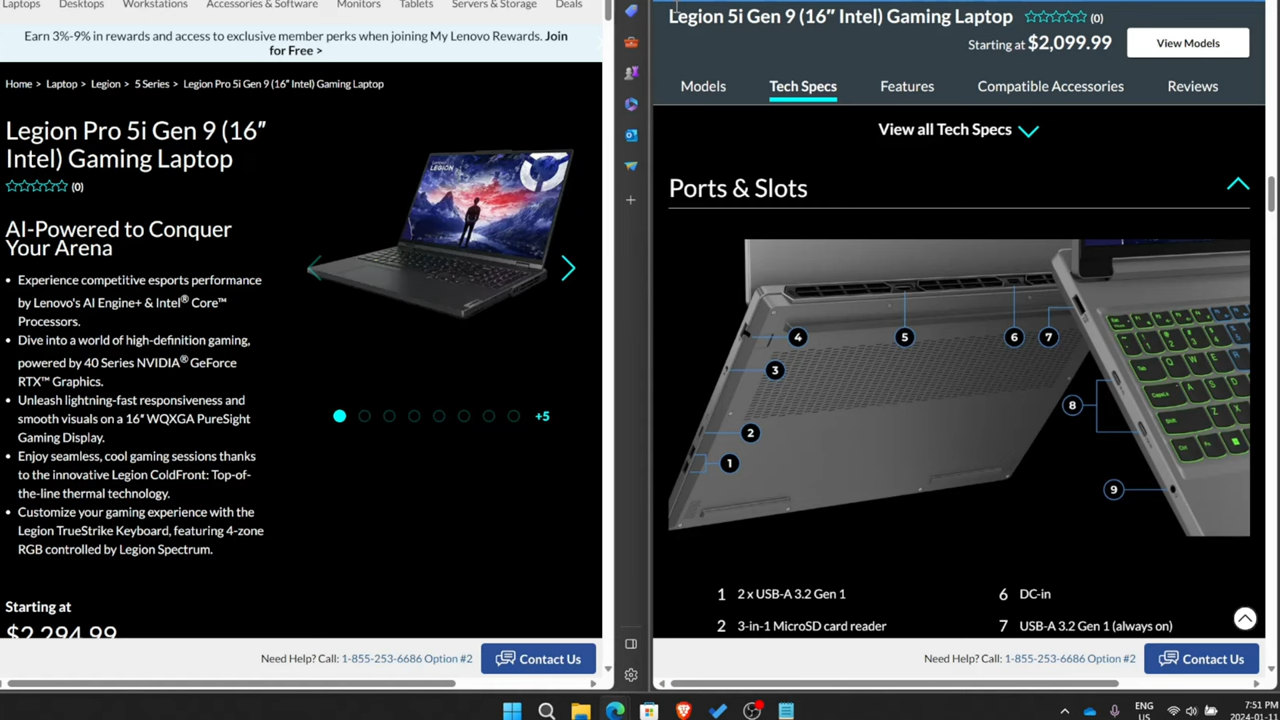 Laptops Desktops Workstations Accessories & Software Monitors Tablets Servers & Storage Deals
Earn 3%-9% in rewards and access to exclusive member perks when joining My Lenovo Rewards. Join
for Free >
Home > Laptop > Legion > 5 Series > Legion Pro 5i Gen 9 (16″ Intel) Gaming Laptop
Legion Pro 5i Gen 9 (16″
Intel) Gaming Laptop
(0)
AI-Powered to Conquer
Your Arena
• Experience competitive esports performance
by Lenovo's AI Engine+ & Intel® Core™
Processors.
• Dive into a world of high-definition gaming,
powered by 40 Series NVIDIA® GeForce
RTX™ Graphics.
• Unleash lightning-fast responsiveness and
smooth visuals on a 16″ WQXGA PureSight
Gaming Display.
• Enjoy seamless, cool gaming sessions thanks
to the innovative Legion ColdFront: Top-of-
the-line thermal technology.
• Customize your gaming experience with the
Legion TrueStrike Keyboard, featuring 4-zone
RGB controlled by Legion Spectrum.
LEGION
+5
Starting at
$2,294.99
Need Help? Call: 1-855-253-6686 Option #2
Contact Us
Legion 5i Gen 9 (16″ Intel) Gaming Laptop (0)
Starting at $2,099.99
View Models
Models Tech Specs Features Compatible Accessories Reviews
View all Tech Specs
Ports & Slots
4 5 6 7
3
8
2
1
9
1 2 x USB-A 3.2 Gen 1
6 DC-in
2 3-in-1 MicroSD card reader
7 USB-A 3.2 Gen 1 (always on)
Need Help? Call: 1-855-253-6686 Option #2
Contact Us
ENG
US
7:51 PM